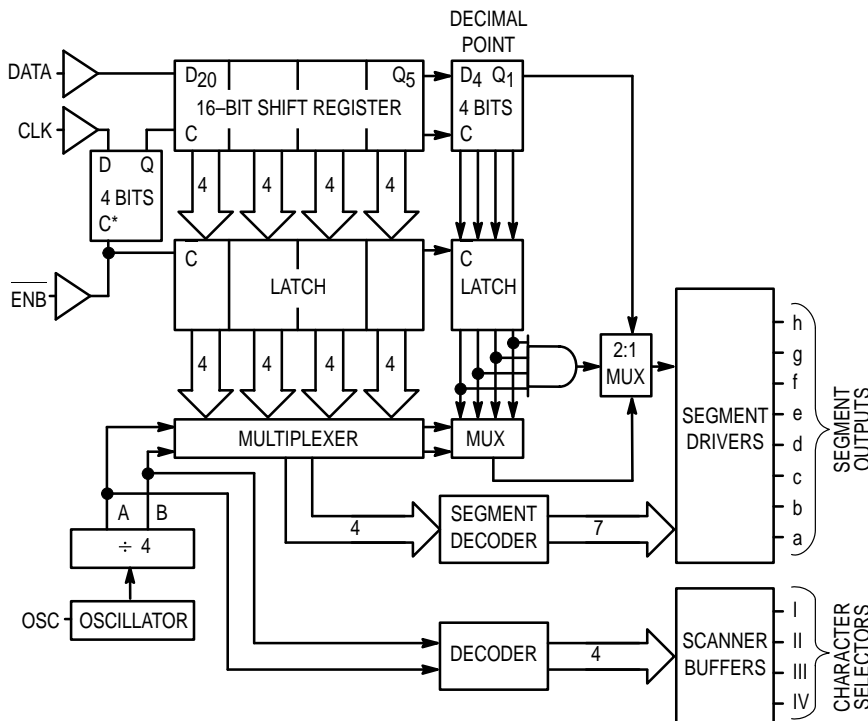 DECIMAL
POINT
DATA
D20
Q5
D4 Q1
16–BIT SHIFT REGISTER
4 BITS
CLK
C
C
D Q
4 BITS
C*
4
4
4
4
ENB
C
C
LATCH
LATCH
4
4
4
4
2:1
MUX
h
g
f
e
d
c
b
a
SEGMENT
OUTPUTS
SEGMENT
DRIVERS
MULTIPLEXER
MUX
A B
÷ 4
4
SEGMENT
DECODER
7
OSC
OSCILLATOR
DECODER
4
SCANNER
BUFFERS
I
II
III
IV
CHARACTER
SELECTORS